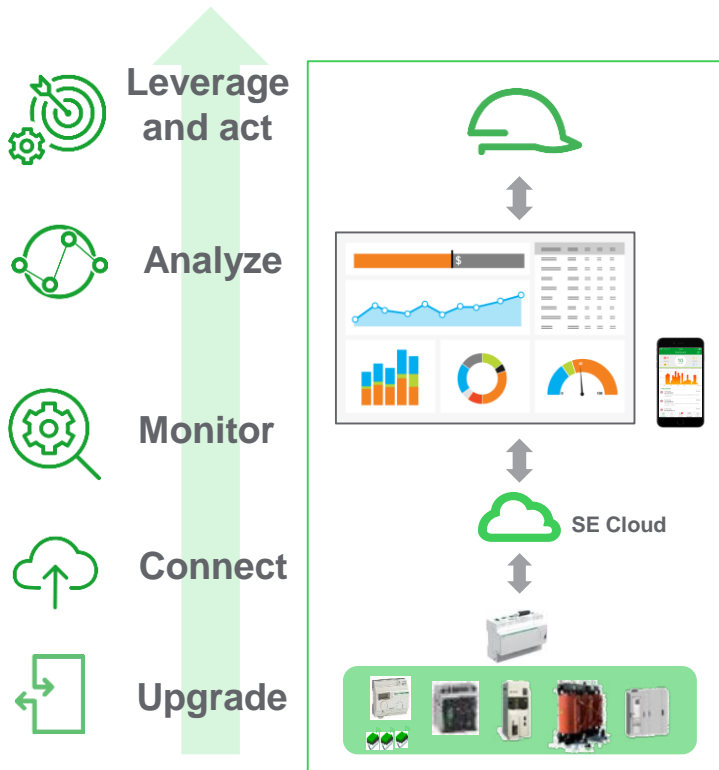 Leverage
and act
Analyze
$
Monitor
SE Cloud
Connect
Upgrade